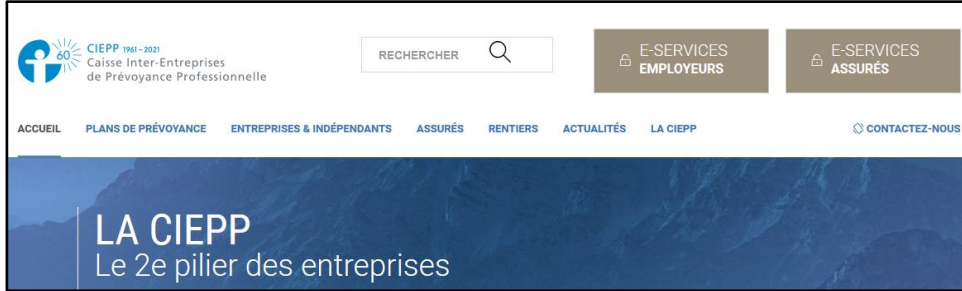 60
CIEPP 1961-2021
Caisse Inter-Entreprises
de Prévoyance Professionnelle
RECHERCHER
E-SERVICES
EMPLOYEURS
E-SERVICES
ASSURÉS
ACCUEIL PLANS DE PRÉVOYANCE ENTREPRISES & INDÉPENDANTS ASSURÉS RENTIERS ACTUALITÉS LA CIEPP CONTACTEZ-NOUS
LA CIEPP
Le 2e pilier des entreprises